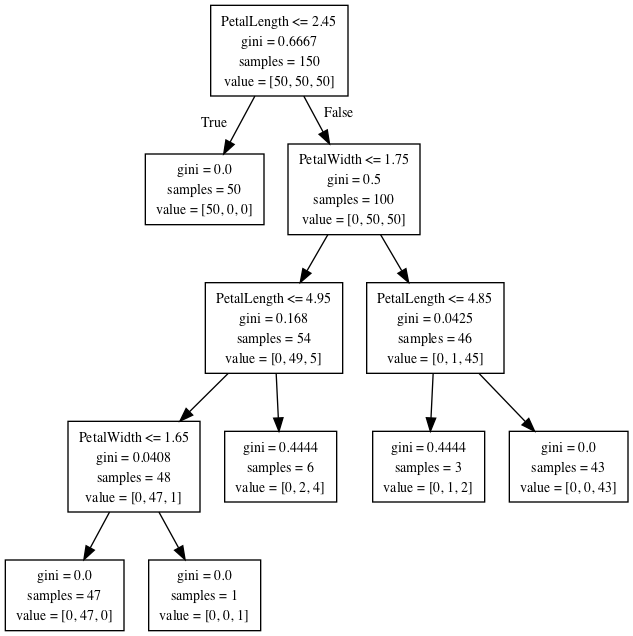 PetalLength <= 2.45
gini = 0.6667
samples = 150
value = [50, 50, 50]
True
False
gini = 0.0
samples = 50
value = [50, 0, 0]
PetalWidth <= 1.75
gini = 0.5
samples = 100
value = [0, 50, 50]
PetalLength <= 4.95
gini = 0.168
samples = 54
value = [0, 49, 5]
PetalLength <= 4.85
gini = 0.0425
samples = 46
value = [0, 1, 45]
PetalWidth <= 1.65
gini = 0.0408
samples = 48
value = [0, 47, 1]
gini = 0.4444
samples = 6
value = [0, 2, 4]
gini = 0.4444
samples = 3
value = [0, 1, 2]
gini = 0.0
samples = 43
value = [0, 0, 43]
gini = 0.0
samples = 47
value = [0, 47, 0]
gini = 0.0
samples = 1
value = [0, 0, 1]